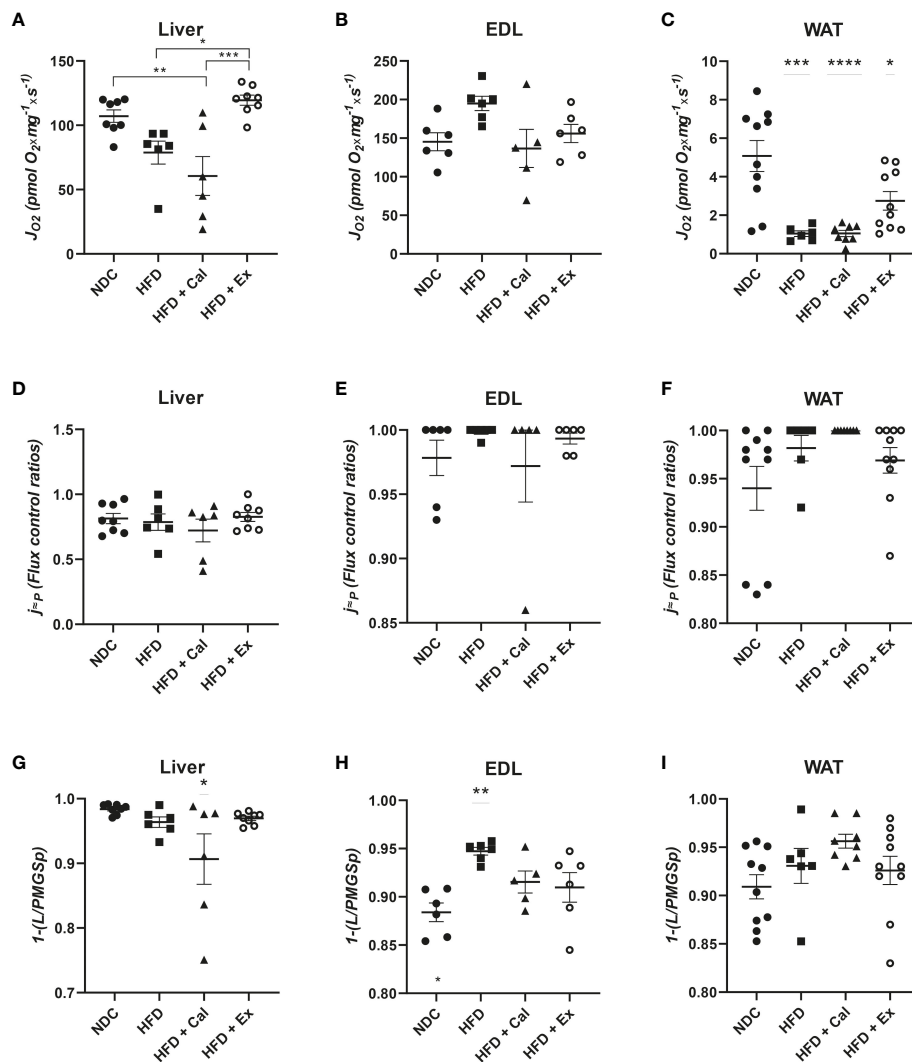 A
Liver
J_O2 (pmol O_2×mg^-1×s^-1)
150
100
50
0
*
***
**
NDC
HFD
HFD + Cal
HFD + Ex
B
EDL
J_O2 (pmol O_2×mg^-1×s^-1)
250
200
150
100
50
0
NDC
HFD
HFD + Cal
HFD + Ex
C
WAT
J_O2 (pmol O_2×mg^-1×s^-1)
10
8
6
4
2
0
***
****
*
NDC
HFD
HFD + Cal
HFD + Ex
D
Liver
j≈P (Flux control ratios)
1.5
1.0
0.5
0.0
NDC
HFD
HFD + Cal
HFD + Ex
E
EDL
j≈P (Flux control ratios)
1.00
0.95
0.90
0.85
NDC
HFD
HFD + Cal
HFD + Ex
F
WAT
j≈P (Flux control ratios)
1.00
0.95
0.90
0.85
0.80
NDC
HFD
HFD + Cal
HFD + Ex
G
Liver
1-(L/PMGSp)
1.0
0.9
0.8
0.7
*
NDC
HFD
HFD + Cal
HFD + Ex
H
EDL
1-(L/PMGSp)
1.00
0.95
0.90
0.85
0.80
**
*
NDC
HFD
HFD + Cal
HFD + Ex
I
WAT
1-(L/PMGSp)
1.00
0.95
0.90
0.85
0.80
NDC
HFD
HFD + Cal
HFD + Ex